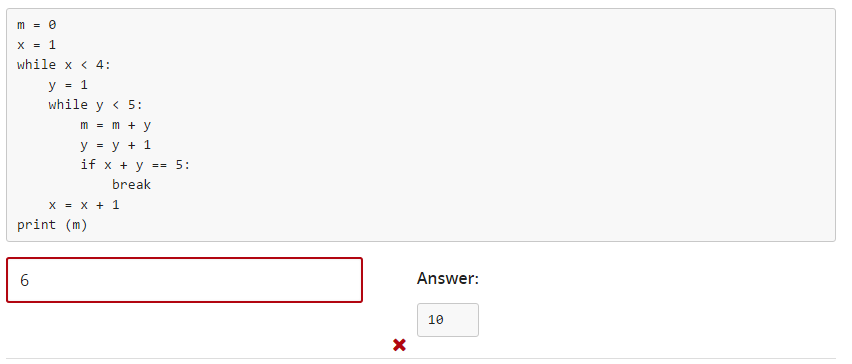 m = 0
x = 1
while x < 4:
    y = 1
    while y < 5:
        m = m + y
        y = y + 1
        if x + y == 5:
            break
    x = x + 1
print (m)
6
Answer:
10